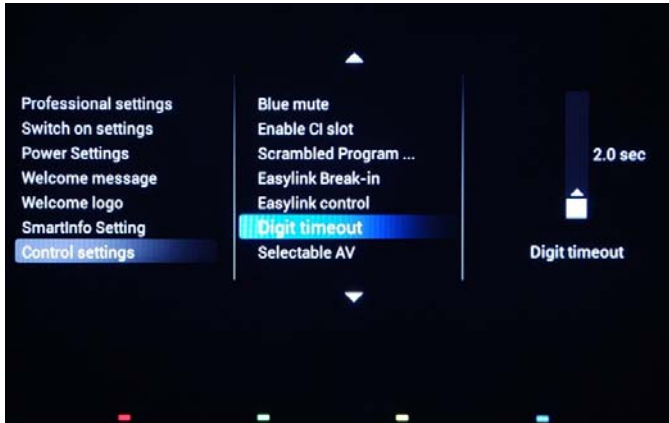 Professional settings
Switch on settings
Power Settings
Welcome message
Welcome logo
SmartInfo Setting
Control settings
Blue mute
Enable CI slot
Scrambled Program ...
Easylink Break-in
Easylink control
Digit timeout
Selectable AV
2.0 sec
Digit timeout